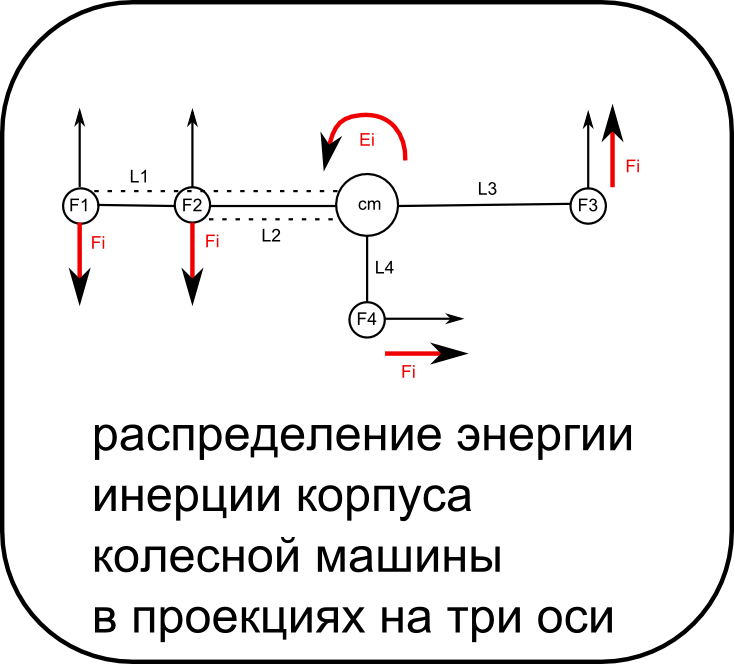 Ei
Fi
L1
L3
F1
F2
cm
F3
Fi
Fi
L2
L4
F4
Fi
распределение энергии
инерции корпуса
колесной машины
в проекциях на три оси